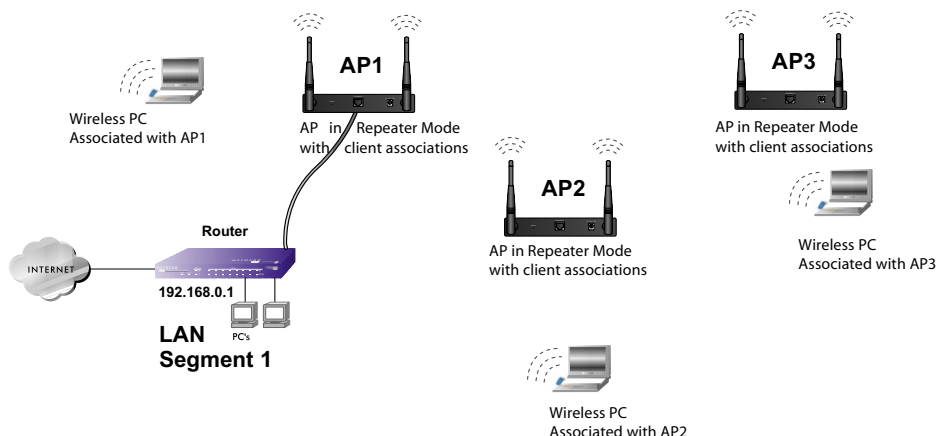 AP1
AP in Repeater Mode
with client associations
Wireless PC
Associated with AP1
AP3
AP in Repeater Mode
with client associations
AP2
AP in Repeater Mode
with client associations
Wireless PC
Associated with AP3
Router
INTERNET
192.168.0.1
PC's
LAN
Segment 1
Wireless PC
Associated with AP2